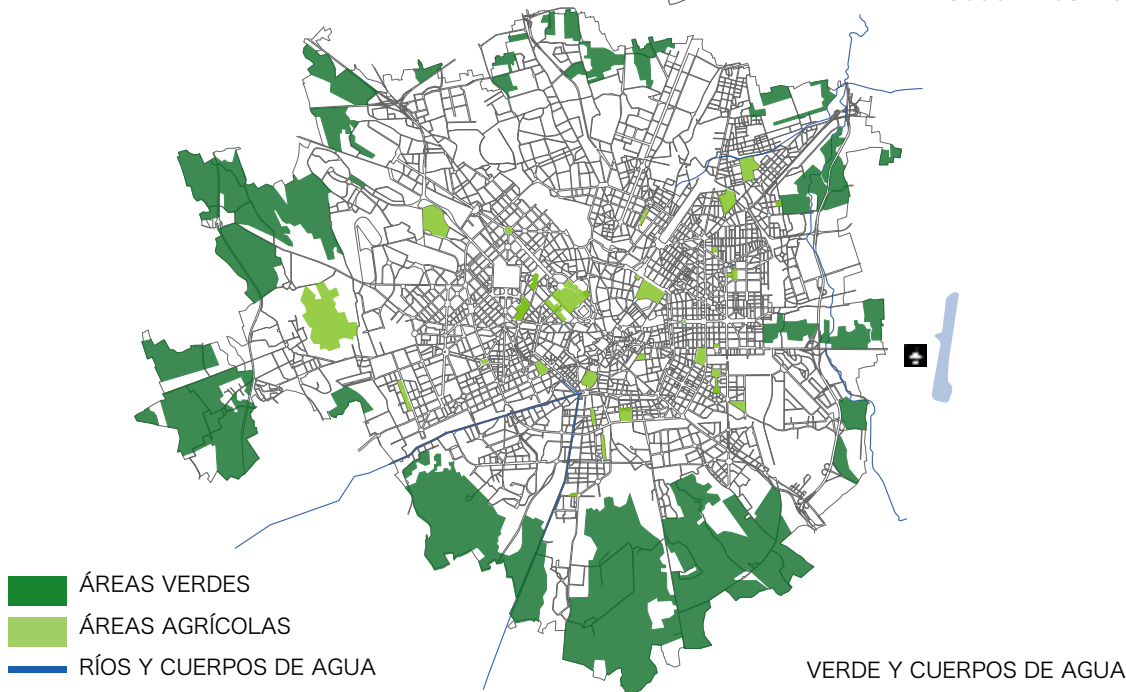 ÁREAS VERDES
ÁREAS AGRÍCOLAS
RÍOS Y CUERPOS DE AGUA
VERDE Y CUERPOS DE AGUA